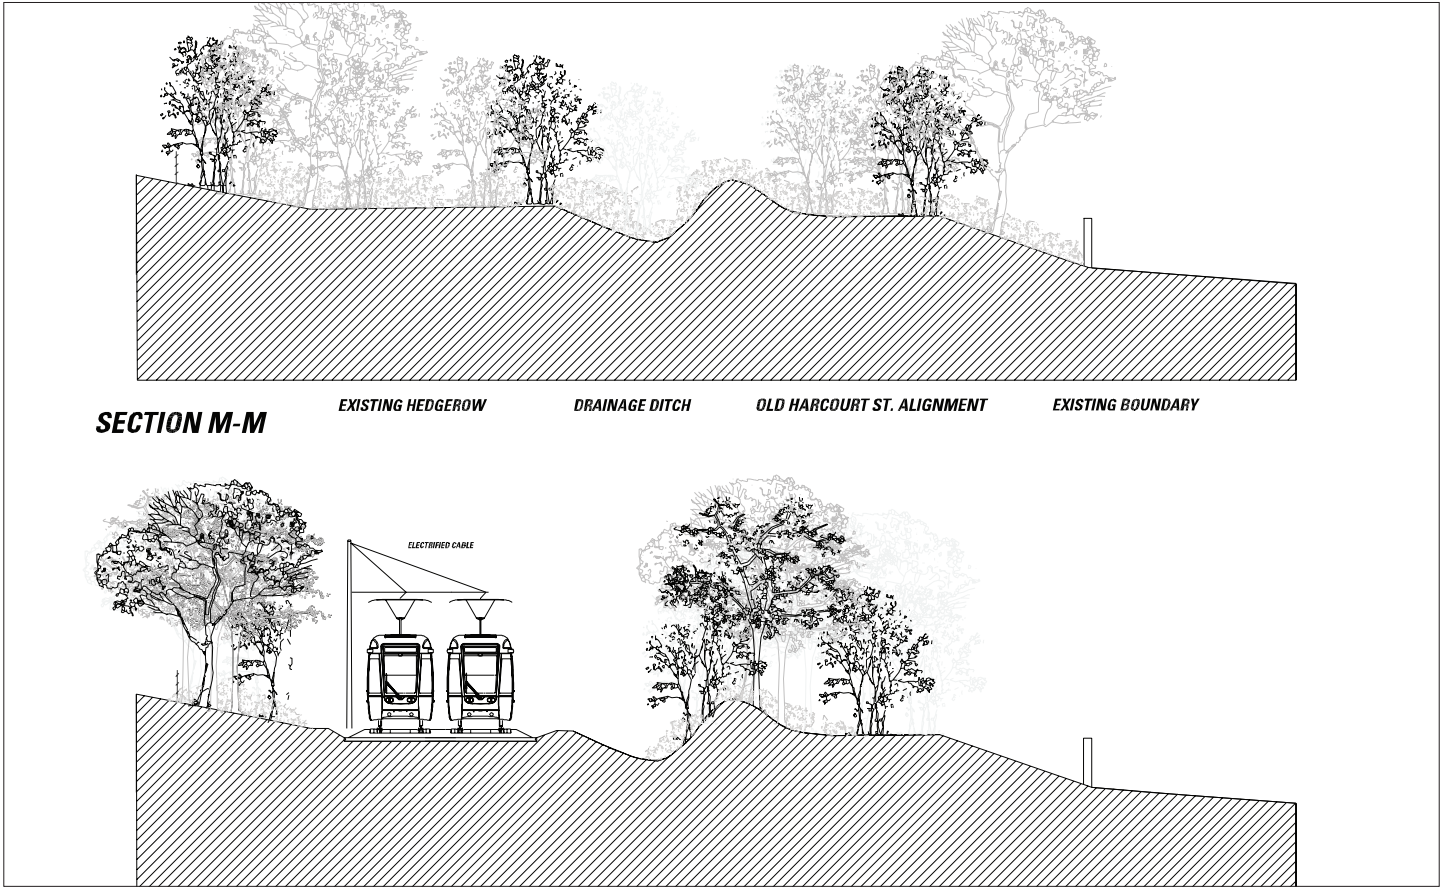 EXISTING HEDGEROW
DRAINAGE DITCH
OLD HARCOURT ST. ALIGNMENT
EXISTING BOUNDARY
SECTION M-M
ELECTRIFIED CABLE